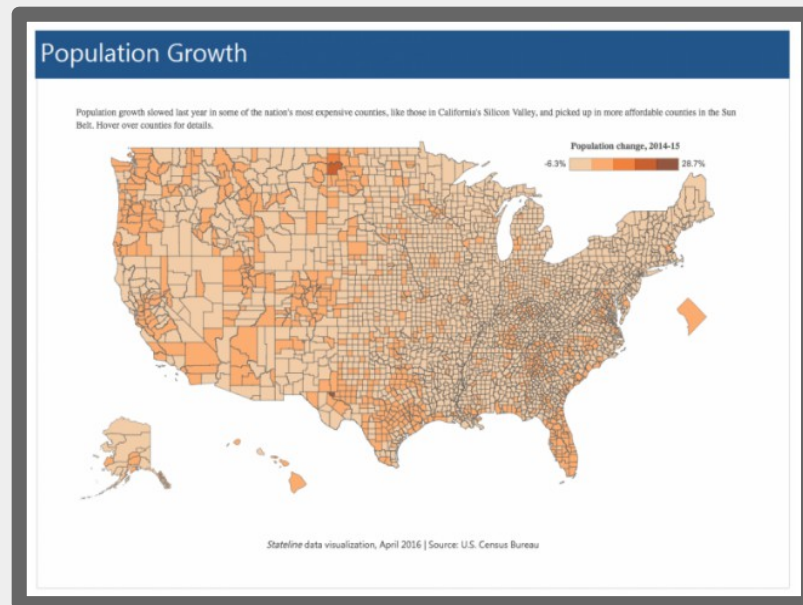 Population Growth
Population growth slowed last year in some of the nation's most expensive counties, like those in California's Silicon Valley, and picked up in more affordable counties in the Sun
Belt. Hover over counties for details.
Population change, 2014-15
-6.3% 28.7%
Stateline data visualization, April 2016 | Source: U.S. Census Bureau